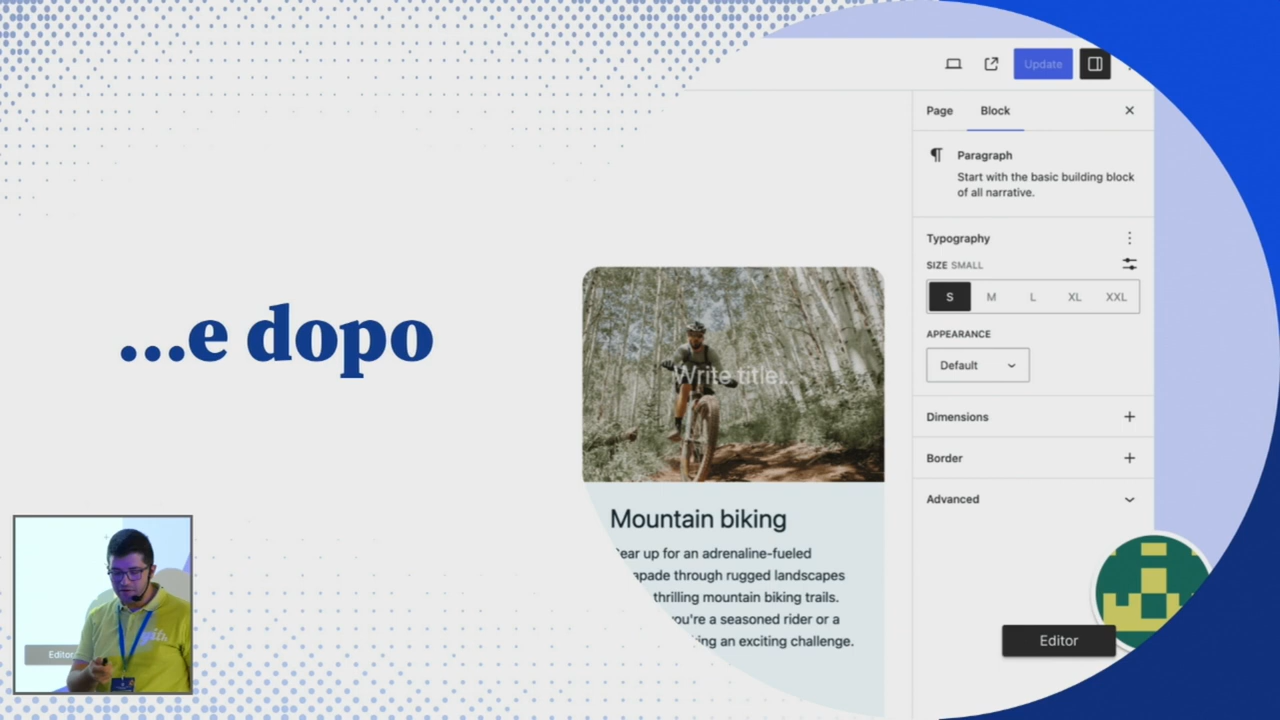 ...e dopo
Update
Page Block
Paragraph
Start with the basic building block
of all narrative.
Typography
SIZE SMALL
S M L XL XXL
APPEARANCE
Default
Dimensions
Border
Advanced
Write title...
Mountain biking
ear up for an adrenaline-fueled
apade through rugged landscapes
thrilling mountain biking trails.
you're a seasoned rider or a
ing an exciting challenge.
Editor
Editor